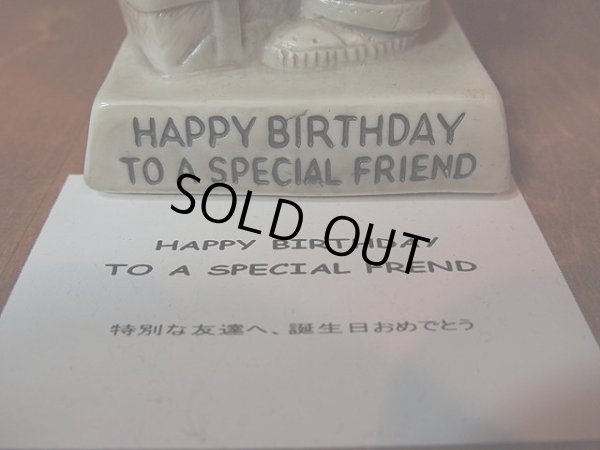 HAPPY BIRTHDAY
TO A SPECIAL FRIEND
SOLD OUT
HAPPY BIRTHDAY
TO A SPECIAL FREND
特別な友達へ、誕生日おめでとう